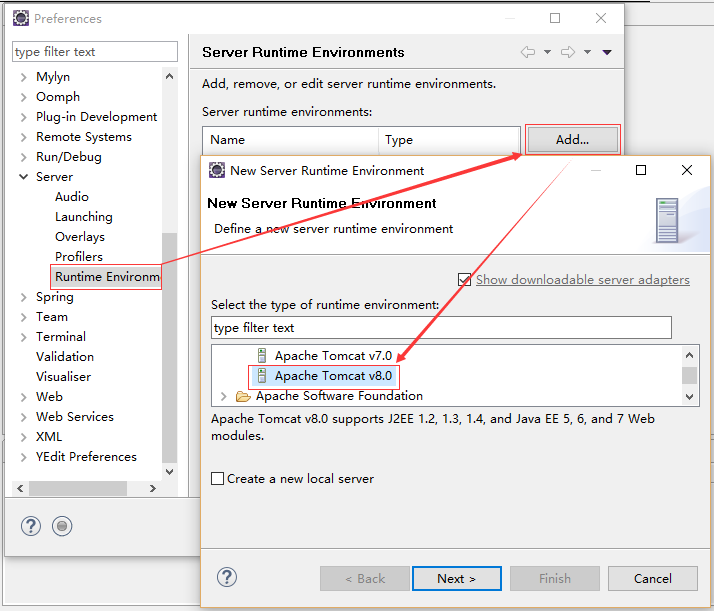 Preferences
type filter text
Mylyn
Oomph
Plug-in Development
Remote Systems
Run/Debug
Server
Audio
Launching
Overlays
Profilers
Runtime Environm
Spring
Team
Terminal
Validation
Visualiser
Web
Web Services
XML
YEdit Preferences
Server Runtime Environments
Add, remove, or edit server runtime environments.
Server runtime environments:
Name Type
Add...
New Server Runtime Environment
New Server Runtime Environment
Define a new server runtime environment
Show downloadable server adapters
Select the type of runtime environment:
type filter text
Apache Tomcat v7.0
Apache Tomcat v8.0
Apache Software Foundation
Apache Tomcat v8.0 supports J2EE 1.2, 1.3, 1.4, and Java EE 5, 6, and 7 Web
modules.
Create a new local server
< Back Next > Finish Cancel